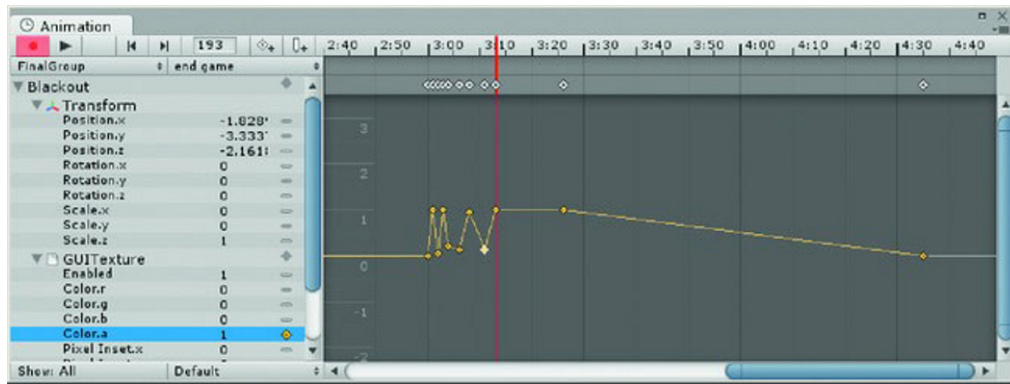 Animation
193 2:40 2:50 3:00 3:10 3:20 3:30 3:40 3:50 4:00 4:10 4:20 4:30 4:40
FinalGroup end game
Blackout
Transform
Position.x -1.828'
Position.y -3.333'
Position.z -2.161
Rotation.x 0
Rotation.y 0
Rotation.z 0
Scale.x 0
Scale.y 0
Scale.z 1
GUITexture
Enabled 1
Color.r 0
Color.g 0
Color.b 0
Color.a 1
Pixel Inset.x 0
Show: All Default
3
2
1
0
-1
-2